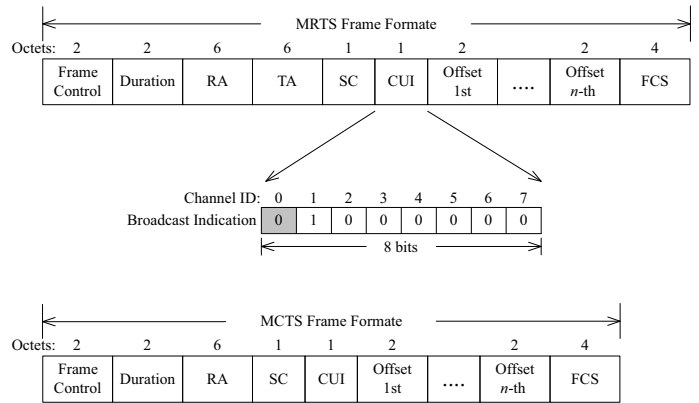 MRTS Frame Formate
Octets: 2 2 6 6 1 1 2 2 4
Frame Control Duration RA TA SC CUI Offset 1st .... Offset n-th FCS
Channel ID: 0 1 2 3 4 5 6 7
Broadcast Indication 0 1 0 0 0 0 0 0
8 bits
MCTS Frame Formate
Octets: 2 2 6 1 1 2 2 4
Frame Control Duration RA SC CUI Offset 1st .... Offset n-th FCS